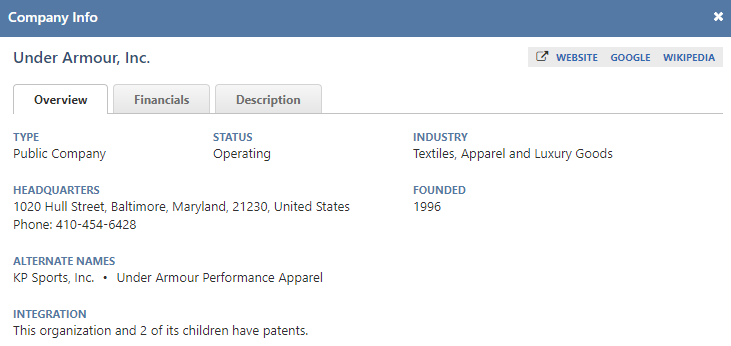 Company Info
Under Armour, Inc.
WEBSITE GOOGLE WIKIPEDIA
Overview Financials Description
TYPE STATUS INDUSTRY
Public Company Operating Textiles, Apparel and Luxury Goods
HEADQUARTERS FOUNDED
1020 Hull Street, Baltimore, Maryland, 21230, United States 1996
Phone: 410-454-6428
ALTERNATE NAMES
KP Sports, Inc. • Under Armour Performance Apparel
INTEGRATION
This organization and 2 of its children have patents.